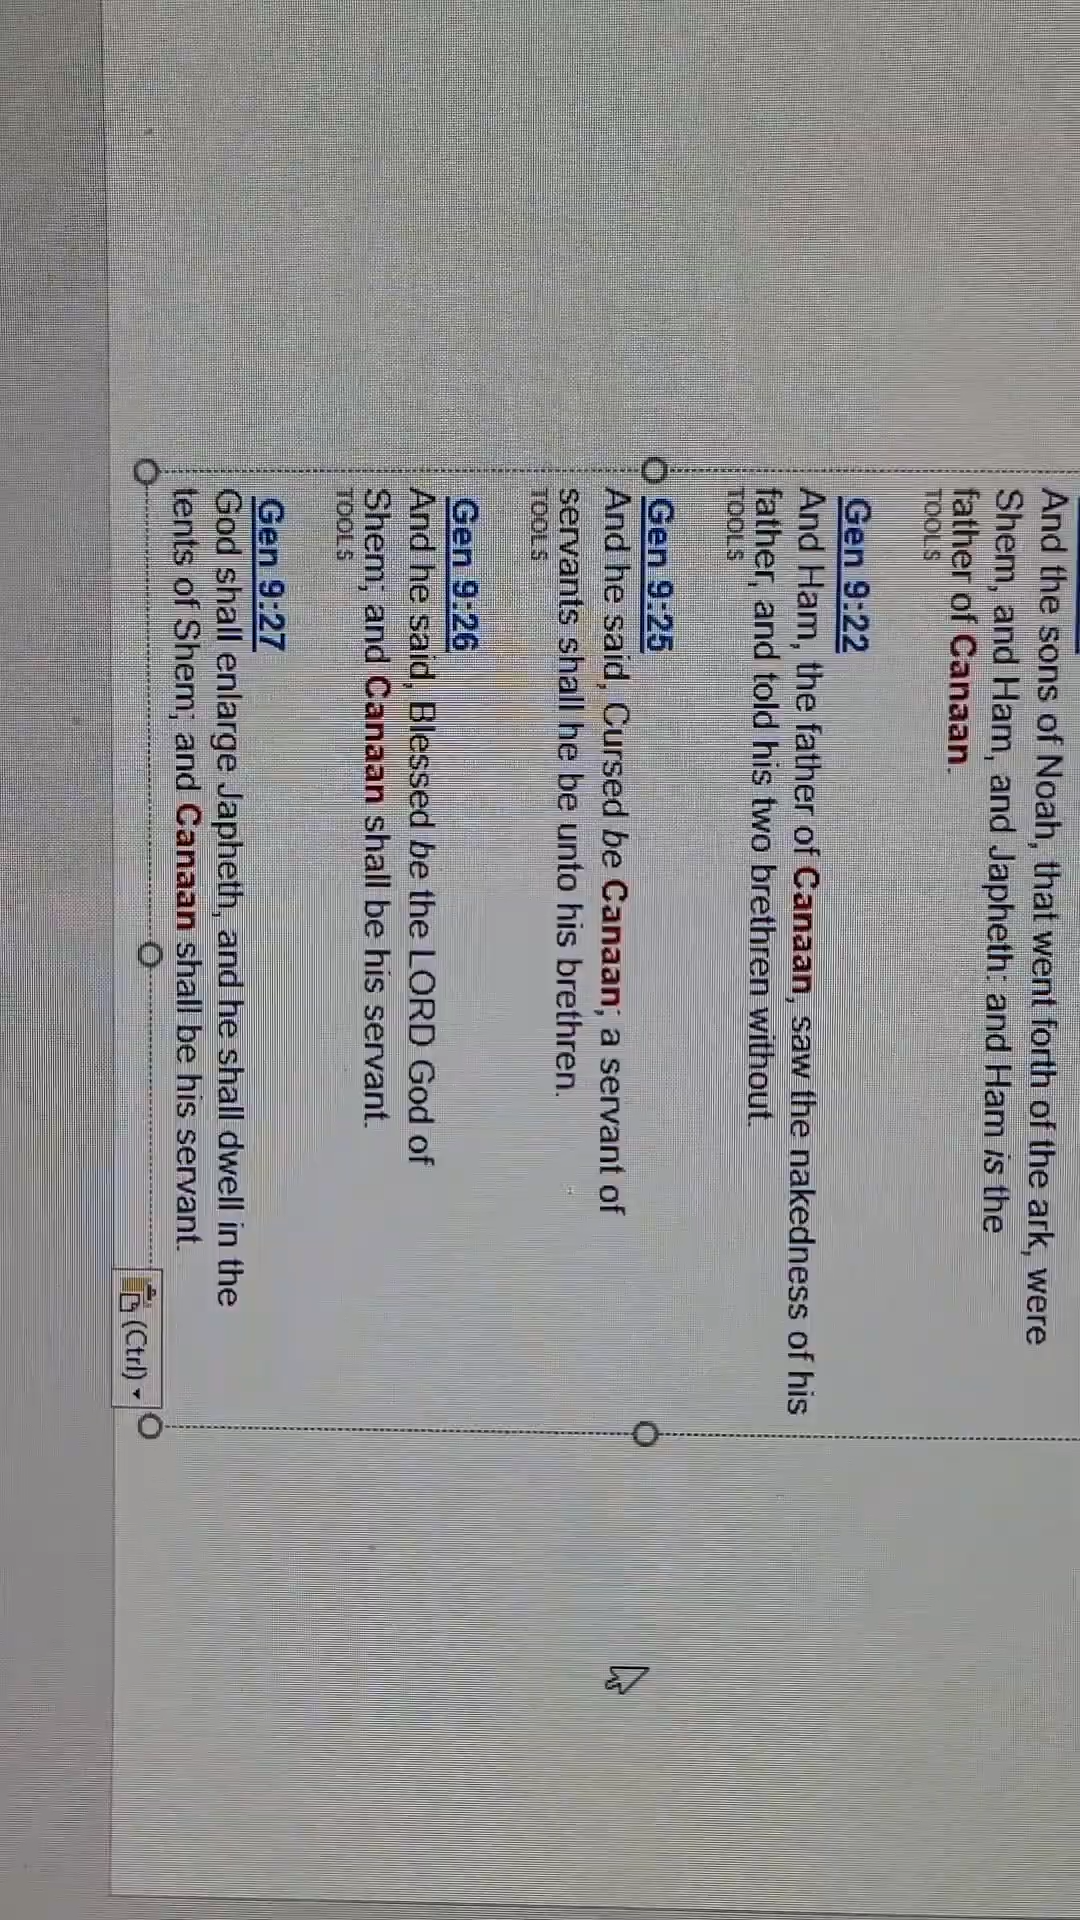 And the sons of Noah, that went forth of the ark, were
Shem, and Ham, and Japheth: and Ham is the
father of Canaan.
TOOLS
Gen 9:22
And Ham, the father of Canaan, saw the nakedness of his
father, and told his two brethren without.
TOOLS
Gen 9:25
And he said, Cursed be Canaan; a servant of
servants shall he be unto his brethren.
TOOLS
Gen 9:26
And he said, Blessed be the LORD God of
Shem; and Canaan shall be his servant.
TOOLS
Gen 9:27
God shall enlarge Japheth, and he shall dwell in the
tents of Shem; and Canaan shall be his servant.
(Ctrl)